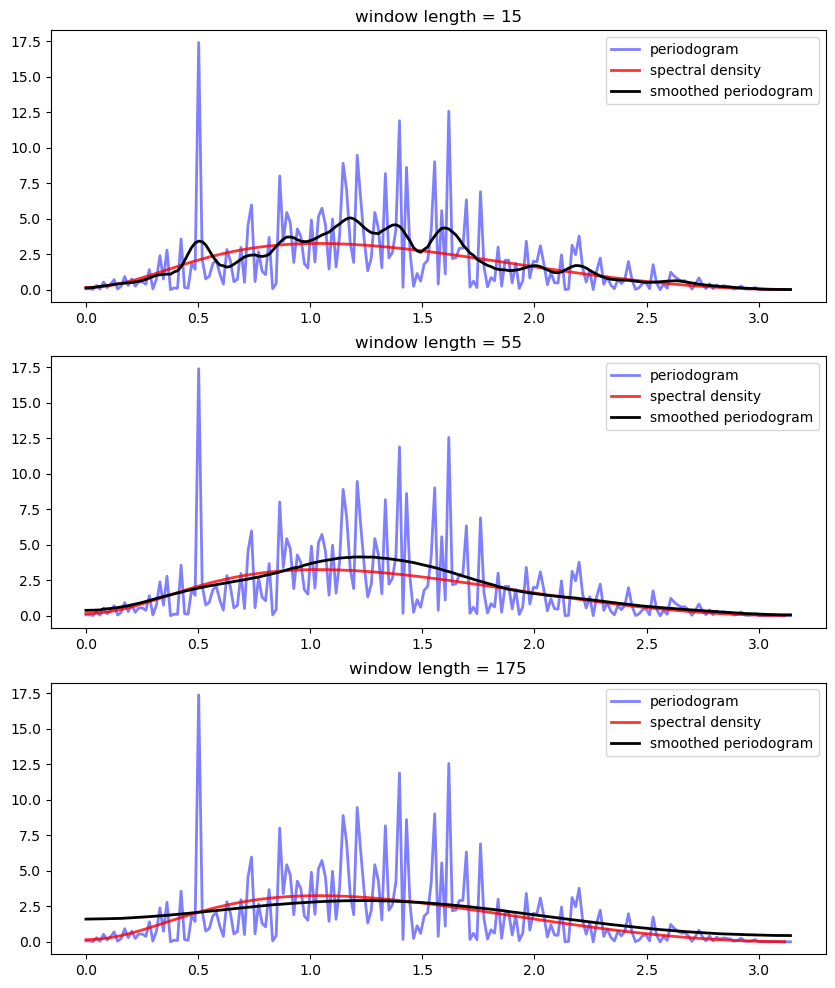 window length = 15
17.5
15.0
12.5
10.0
7.5
5.0
2.5
0.0
periodogram
spectral density
smoothed periodogram
0.0 0.5 1.0 1.5 2.0 2.5 3.0
window length = 55
17.5
15.0
12.5
10.0
7.5
5.0
2.5
0.0
periodogram
spectral density
smoothed periodogram
0.0 0.5 1.0 1.5 2.0 2.5 3.0
window length = 175
17.5
15.0
12.5
10.0
7.5
5.0
2.5
0.0
periodogram
spectral density
smoothed periodogram
0.0 0.5 1.0 1.5 2.0 2.5 3.0